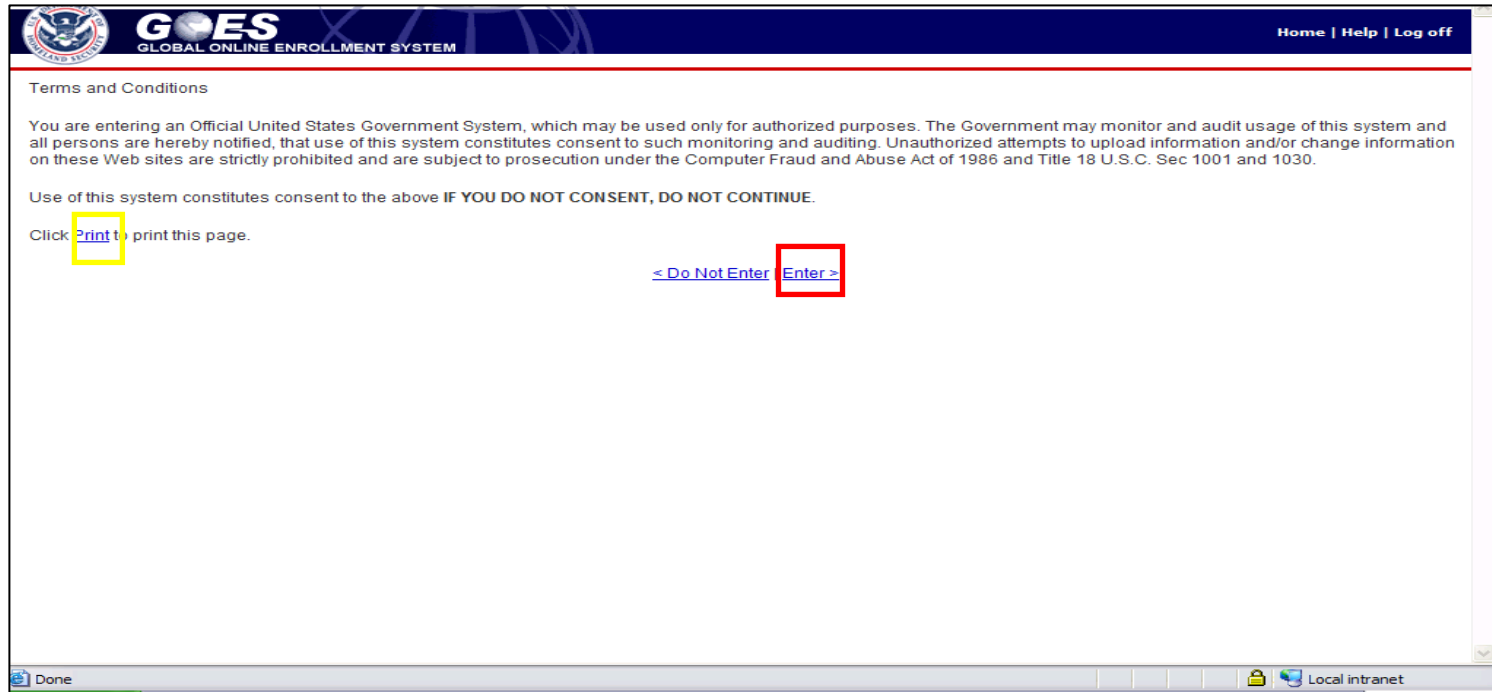 GOES
GLOBAL ONLINE ENROLLMENT SYSTEM
Home | Help | Log off
Terms and Conditions
You are entering an Official United States Government System, which may be used only for authorized purposes. The Government may monitor and audit usage of this system and
all persons are hereby notified, that use of this system constitutes consent to such monitoring and auditing. Unauthorized attempts to upload information and/or change information
on these Web sites are strictly prohibited and are subject to prosecution under the Computer Fraud and Abuse Act of 1986 and Title 18 U.S.C. Sec 1001 and 1030.
Use of this system constitutes consent to the above IF YOU DO NOT CONSENT, DO NOT CONTINUE.
Click Print to print this page.
< Do Not Enter | Enter >
Done
Local intranet